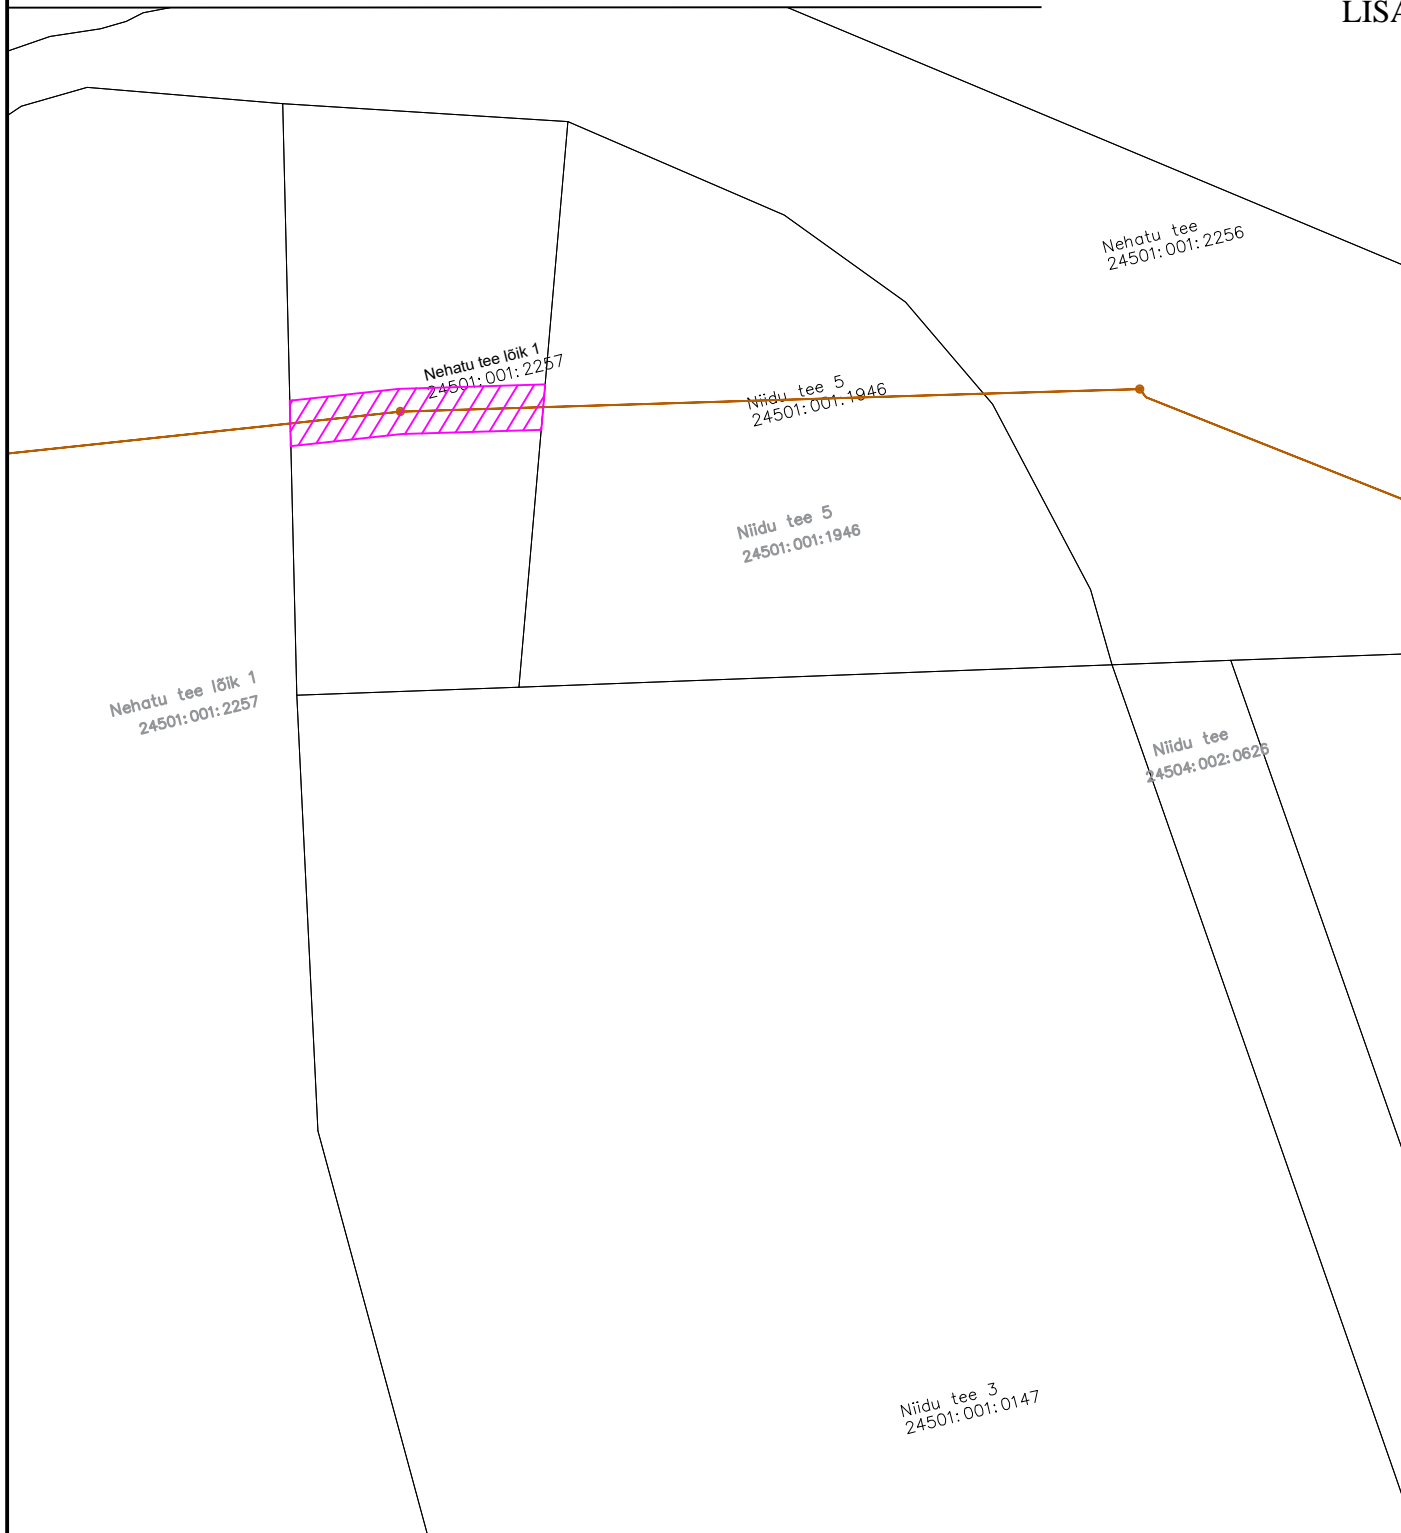 Nehatu tee
24501:001:2256
Nehatu tee lõik 1
24501:001:2257
Niidu tee 5
24501:001:1946
Niidu tee 5
24501:001:1946
Nehatu tee lõik 1
24501:001:2257
Niidu tee
24504:002:0626
Niidu tee 3
24501:001:0147